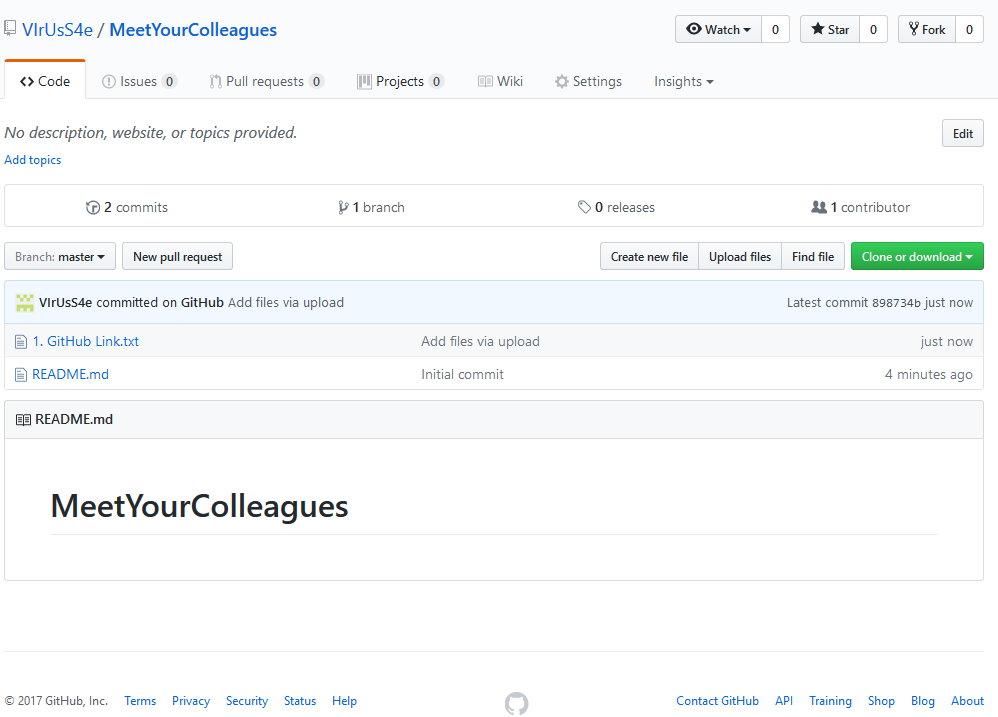 VIrUsS4e / MeetYourColleagues Watch 0 Star 0 Fork 0
Code Issues 0 Pull requests 0 Projects 0 Wiki Settings Insights
No description, website, or topics provided. Edit
Add topics
2 commits 1 branch 0 releases 1 contributor
Branch: master New pull request Create new file Upload files Find file Clone or download
VIrUsS4e committed on GitHub Add files via upload Latest commit 898734b just now
1. GitHub Link.txt Add files via upload just now
README.md Initial commit 4 minutes ago
README.md
MeetYourColleagues
© 2017 GitHub, Inc. Terms Privacy Security Status Help Contact GitHub API Training Shop Blog About